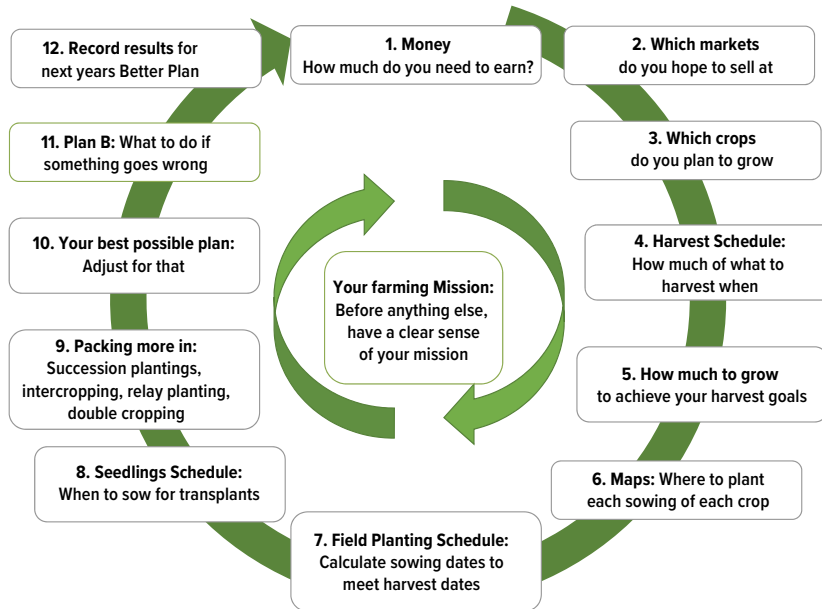 1. Money
How much do you need to earn?
2. Which markets
do you hope to sell at
3. Which crops
do you plan to grow
4. Harvest Schedule:
How much of what to
harvest when
5. How much to grow
to achieve your harvest goals
6. Maps: Where to plant
each sowing of each crop
7. Field Planting Schedule:
Calculate sowing dates to
meet harvest dates
8. Seedlings Schedule:
When to sow for transplants
9. Packing more in:
Succession plantings,
intercropping, relay planting,
double cropping
10. Your best possible plan:
Adjust for that
11. Plan B: What to do if
something goes wrong
12. Record results for
next years Better Plan
Your farming Mission:
Before anything else,
have a clear sense
of your mission